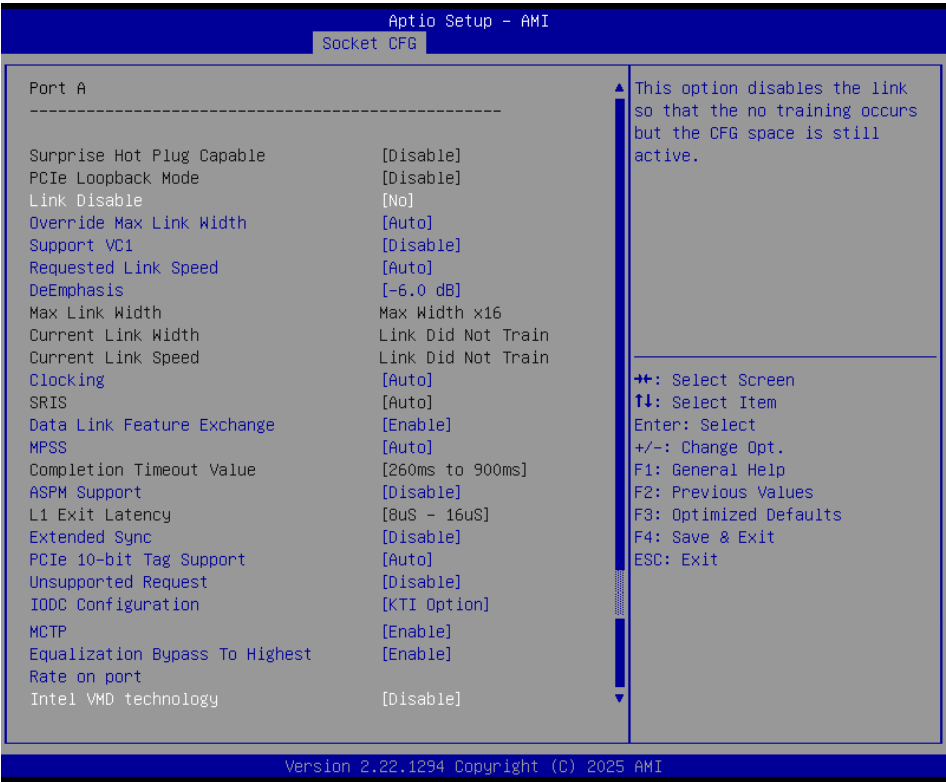 Aptio Setup – AMI
Socket CFG
Port A
------------------------------------------------------------
Surprise Hot Plug Capable [Disable]
PCIe Loopback Mode [Disable]
Link Disable [No]
Override Max Link Width [Auto]
Support VC1 [Disable]
Requested Link Speed [Auto]
DeEmphasis [-6.0 dB]
Max Link Width Max Width x16
Current Link Width Link Did Not Train
Current Link Speed Link Did Not Train
Clocking [Auto]
SRIS [Auto]
Data Link Feature Exchange [Enable]
MPSS [Auto]
Completion Timeout Value [260ms to 900ms]
ASPM Support [Disable]
L1 Exit Latency [8uS - 16uS]
Extended Sync [Disable]
PCIe 10-bit Tag Support [Auto]
Unsupported Request [Disable]
IODC Configuration [KTI Option]
MCTP [Enable]
Equalization Bypass To Highest [Enable]
Rate on port
Intel VMD technology [Disable]
This option disables the link
so that the no training occurs
but the CFG space is still
active.
→←: Select Screen
↑↓: Select Item
Enter: Select
+/-: Change Opt.
F1: General Help
F2: Previous Values
F3: Optimized Defaults
F4: Save & Exit
ESC: Exit
Version 2.22.1294 Copyright (C) 2025 AMI